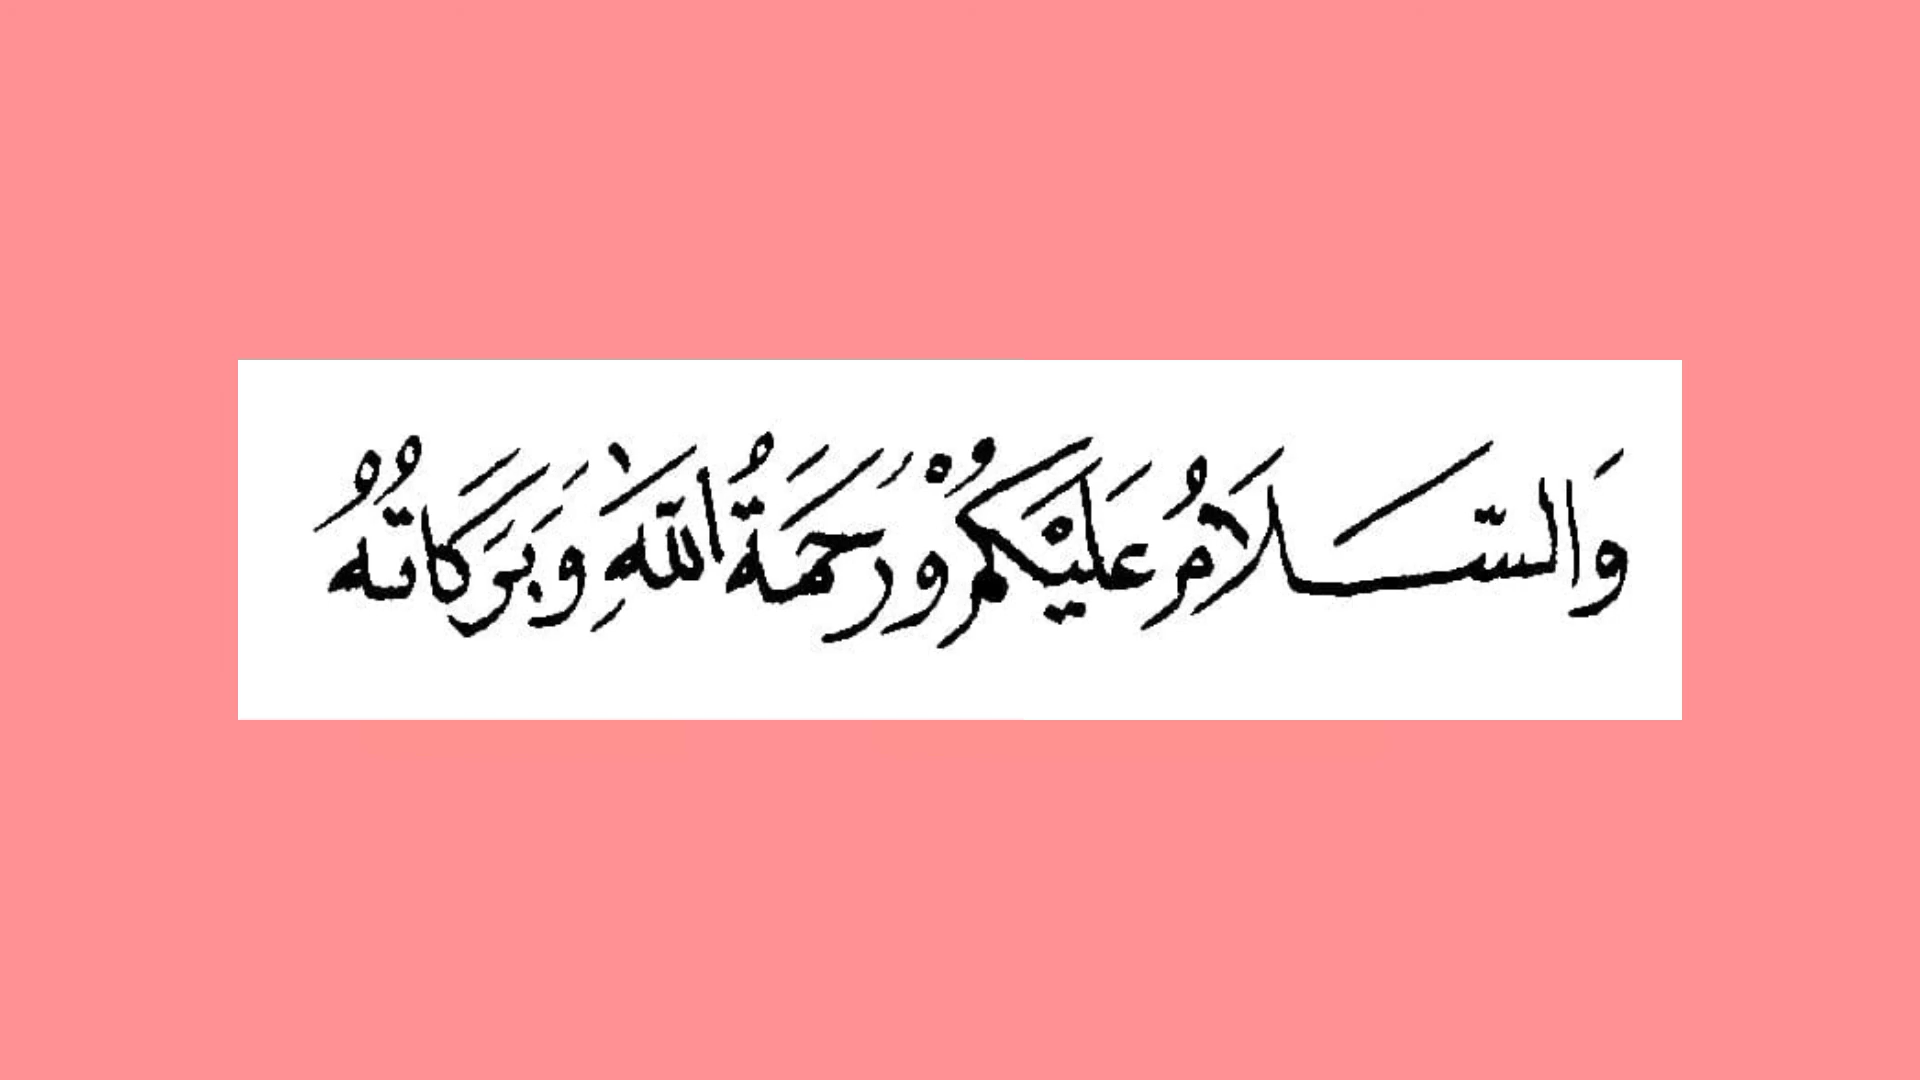 وَالسَّلَامُ عَلَيْكُمْ وَرَحْمَةُ اللهِ وَبَرَكَاتُهُ